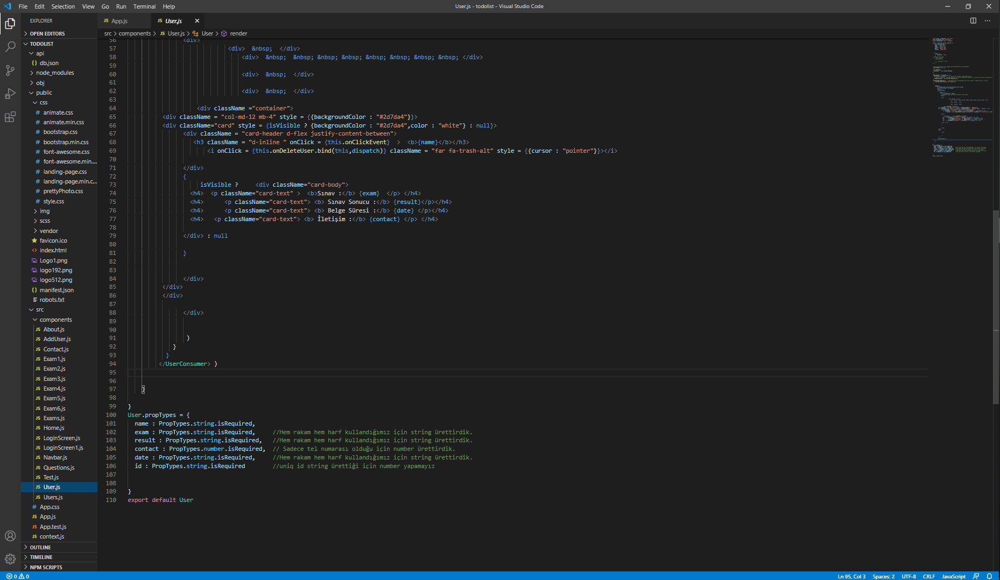 File Edit Selection View Go Run Terminal Help
User.js - todolist - Visual Studio Code
EXPLORER
OPEN EDITORS
TODOLIST
api
db.json
node_modules
obj
public
css
animate.css
animate.min.css
bootstrap.css
bootstrap.min.css
font-awesome.css
font-awesome.min....
landing-page.css
landing-page.min.c...
prettyPhoto.css
style.css
img
scss
vendor
favicon.ico
index.html
Logo1.png
logo192.png
logo512.png
manifest.json
robots.txt
src
components
About.js
AddUser.js
Contact.js
Exam1.js
Exam2.js
Exam3.js
Exam4.js
Exam5.js
Exam6.js
Exams.js
Home.js
LoginScreen.js
LoginScreen1.js
Navbar.js
Questions.js
Test.js
User.js
Users.js
App.css
App.js
App.test.js
context.js
OUTLINE
TIMELINE
NPM SCRIPTS
JS App.js JS User.js
src > components > JS User.js > User > render
56 <div>
57 <div> &nbsp; </div>
58 <div> &nbsp; &nbsp; &nbsp; &nbsp; &nbsp; &nbsp; &nbsp; &nbsp; </div>
59
60 <div> &nbsp; </div>
61
62 <div> &nbsp; </div>
63
64 <div className ="container">
65 <div className = "col-md-12 mb-4" style = {{backgroundColor : "#2d7da4"}}>
66 <div className="card" style = {isVisible ? {backgroundColor : "#2d7da4",color : "white"} : null}>
67 <div className = "card-header d-flex justify-content-between">
68 <h3 className = "d-inline " onClick = {this.onClickEvent} > <b>{name}</b></h3>
69 <i onClick = {this.onDeleteUser.bind(this,dispatch)} className = "far fa-trash-alt" style = {{cursor : "pointer"}}></i>
70
71 </div>
72 {
73 isVisible ? <div className="card-body">
74 <h4> <p className="card-text" > <b>Sınav :</b> {exam} </p> </h4>
75 <h4> <p className="card-text"> <b> Sınav Sonucu :</b> {result}</p></h4>
76 <h4> <p className="card-text"> <b> Belge Süresi :</b> {date} </p></h4>
77 <h4> <p className="card-text"> <b> İletişim :</b> {contact} </p> </h4>
78
79 </div> : null
80
81 }
82
83
84 </div>
85 </div>
86 </div>
87
88 </div>
89
90
91 )
92 }
93 }
94 </UserConsumer> )
95
96
97 }
98
99 }
100 User.propTypes = {
101 name : PropTypes.string.isRequired,
102 exam : PropTypes.string.isRequired, //Hem rakam hem harf kullandığımız için string ürettirdik.
103 result : PropTypes.string.isRequired, //Hem rakam hem harf kullandığımız için string ürettirdik.
104 contact : PropTypes.number.isRequired, // Sadece tel numarası olduğu için number ürettirdik.
105 date : PropTypes.string.isRequired, //Hem rakam hem harf kullandığımız için string ürettirdik.
106 id : PropTypes.string.isRequired //uniq id string ürettiği için number yapamayız
107
108
109 }
110 export default User
0 0
Ln 95, Col 3 Spaces: 2 UTF-8 CRLF JavaScript